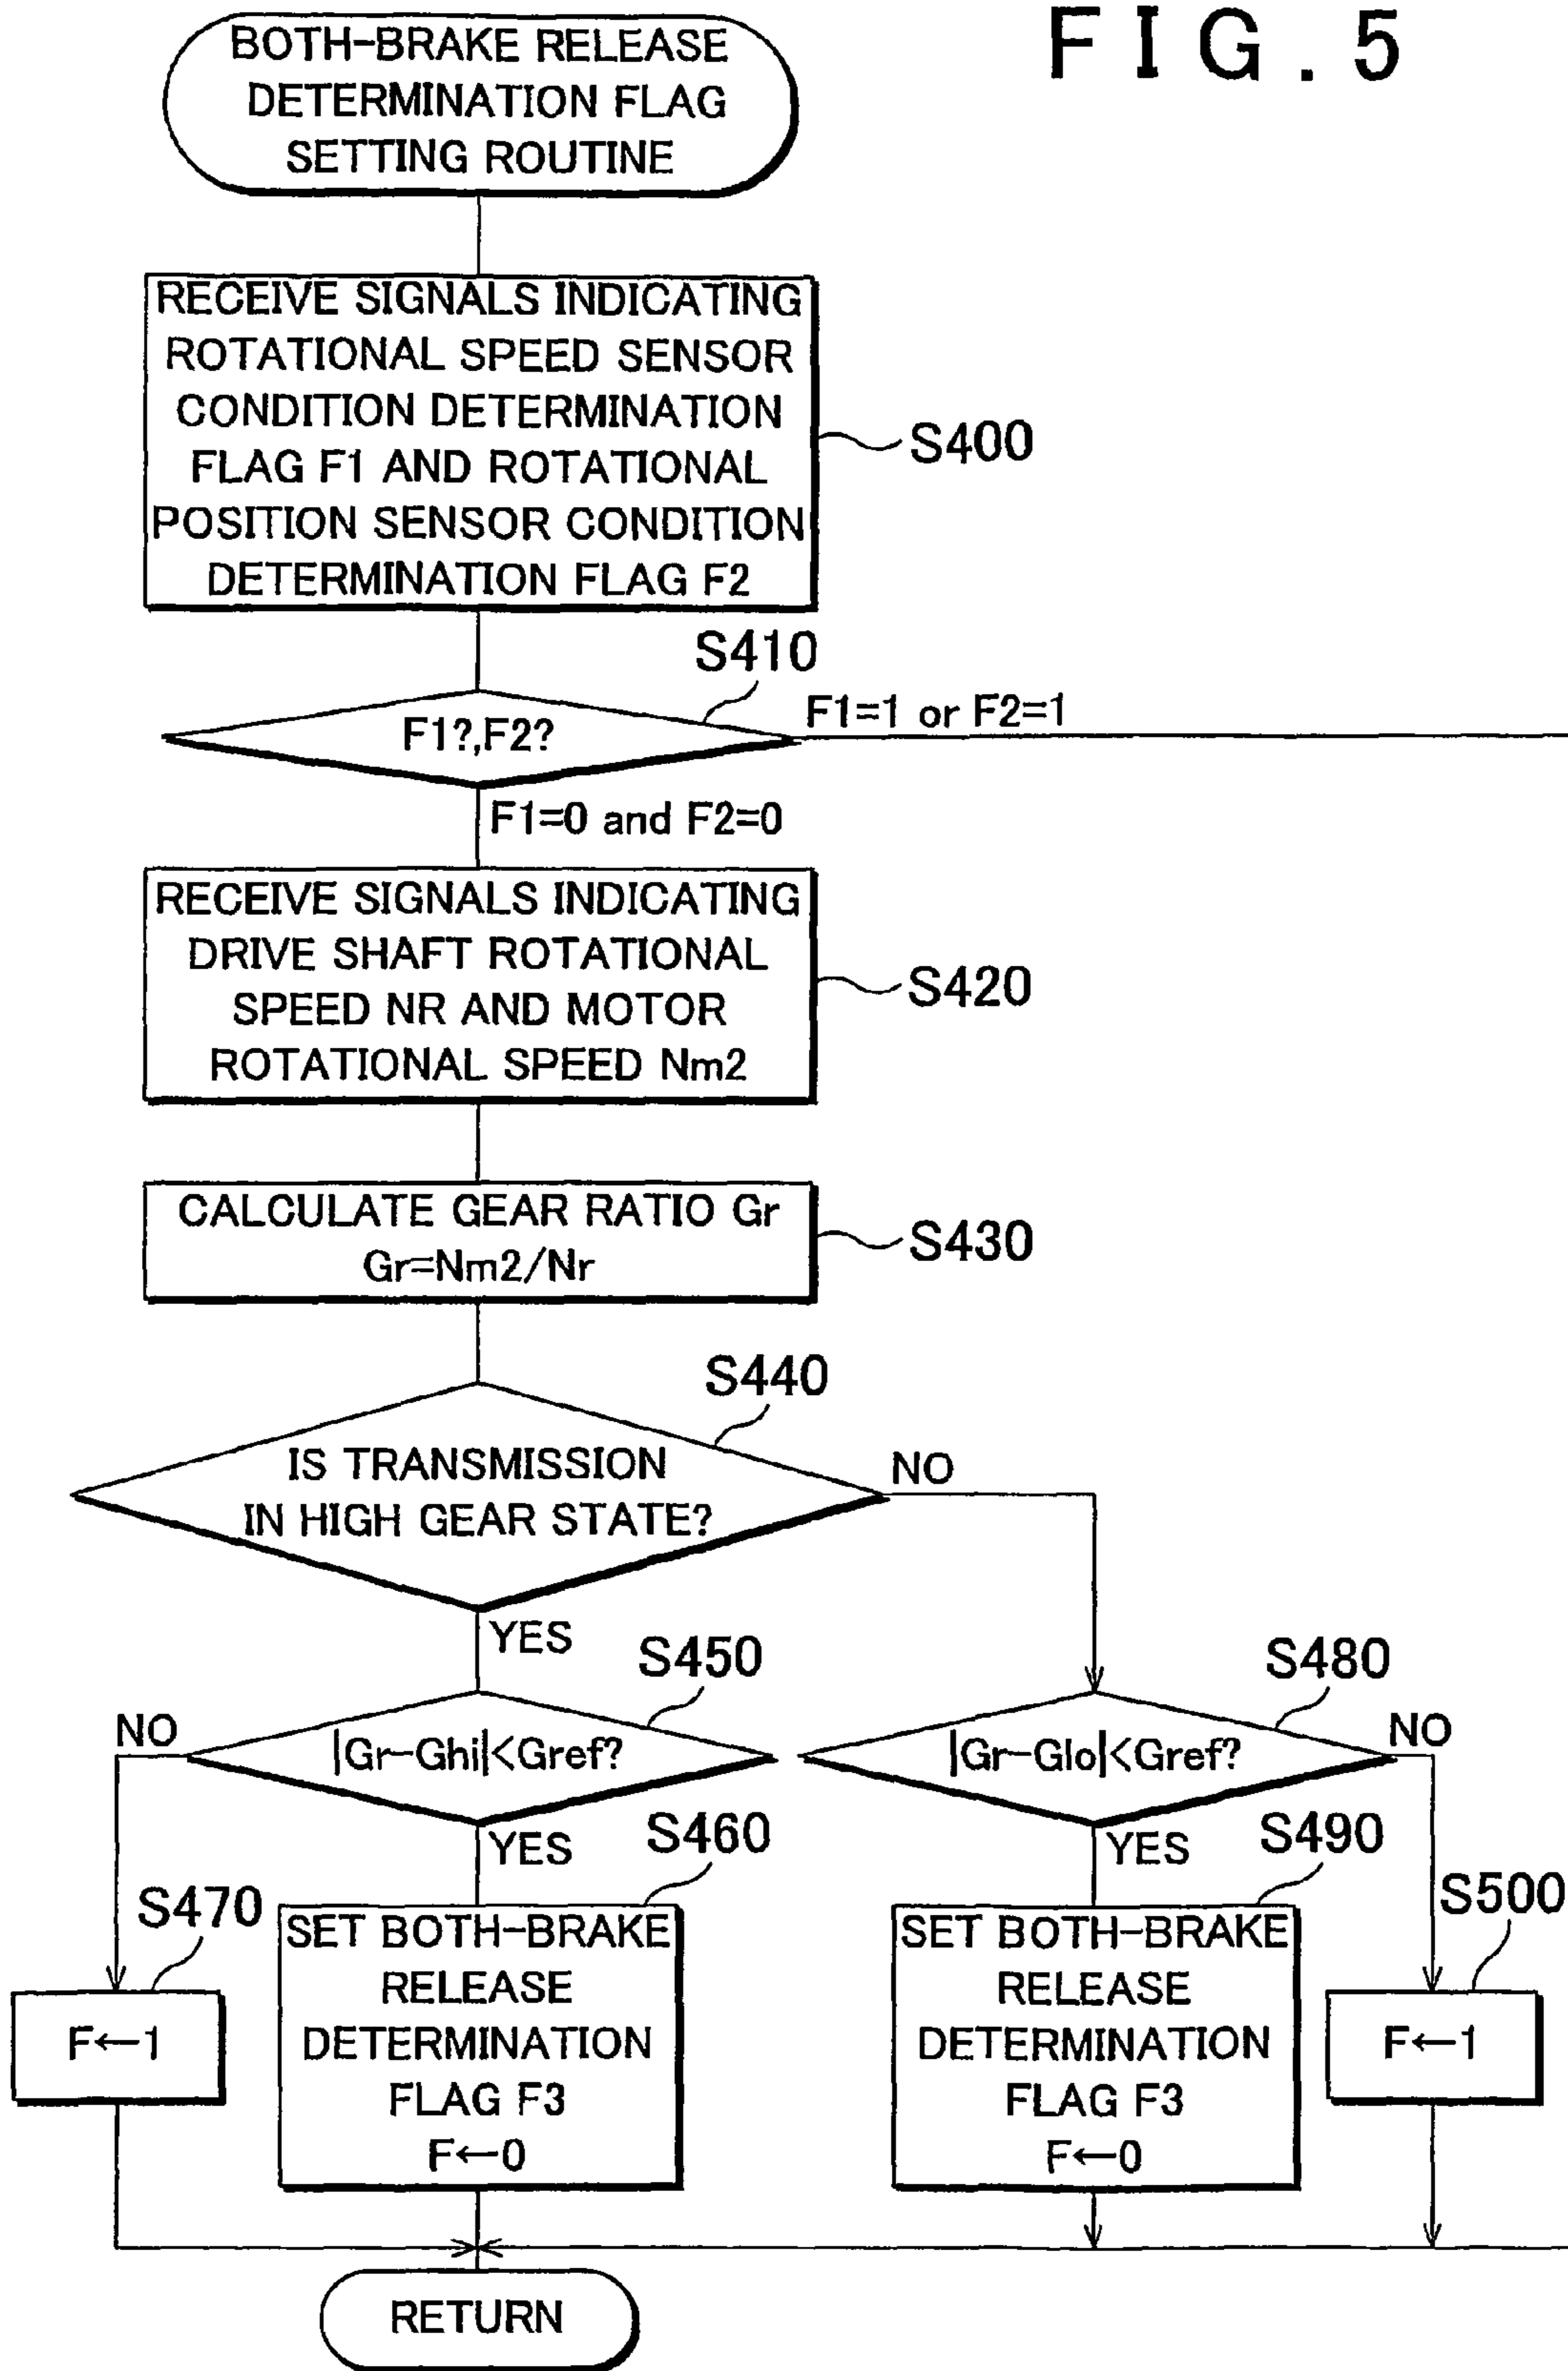 FIG. 5
BOTH-BRAKE RELEASE
DETERMINATION FLAG
SETTING ROUTINE
RECEIVE SIGNALS INDICATING
ROTATIONAL SPEED SENSOR
CONDITION DETERMINATION
FLAG F1 AND ROTATIONAL
POSITION SENSOR CONDITION
DETERMINATION FLAG F2
S400
S410
F1?,F2?
F1=1 or F2=1
F1=0 and F2=0
RECEIVE SIGNALS INDICATING
DRIVE SHAFT ROTATIONAL
SPEED NR AND MOTOR
ROTATIONAL SPEED Nm2
S420
CALCULATE GEAR RATIO Gr
Gr=Nm2/Nr
S430
S440
IS TRANSMISSION
IN HIGH GEAR STATE?
NO
YES
S450
|Gr-Ghi|<Gref?
NO
YES
S480
|Gr-Glo|<Gref?
NO
YES
S460
SET BOTH-BRAKE
RELEASE
DETERMINATION
FLAG F3
F←0
S470
F←1
S490
SET BOTH-BRAKE
RELEASE
DETERMINATION
FLAG F3
F←0
S500
F←1
RETURN